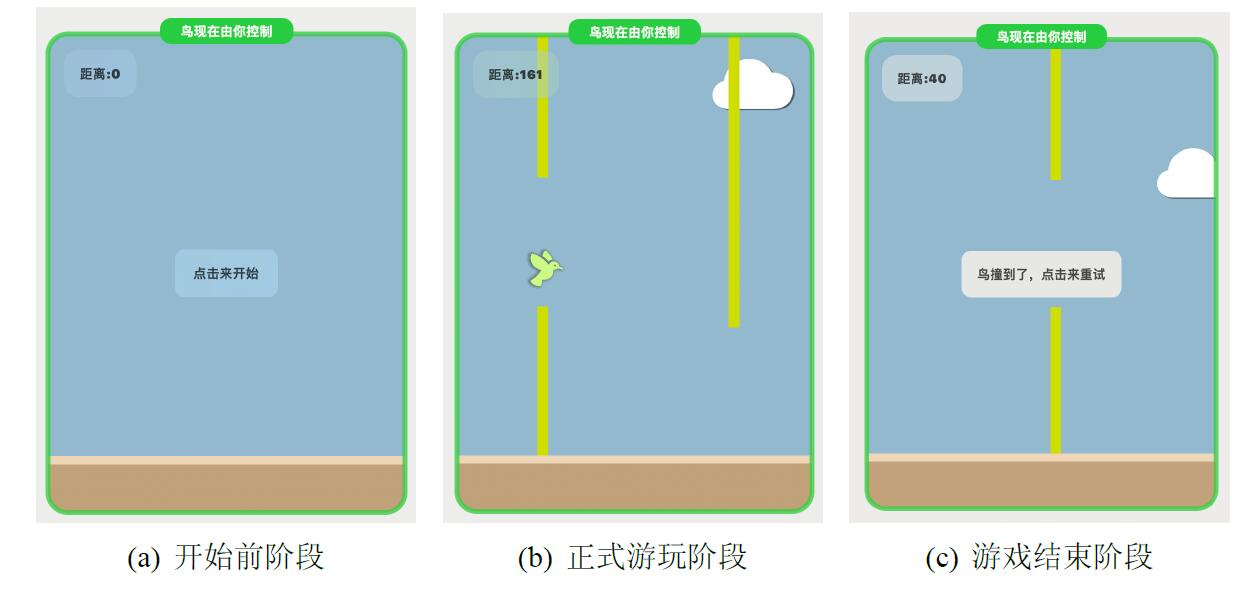 鸟现在由你控制
距离:0
点击来开始
(a) 开始前阶段
鸟现在由你控制
距离:161
(b) 正式游玩阶段
鸟现在由你控制
距离:40
鸟撞到了，点击来重试
(c) 游戏结束阶段